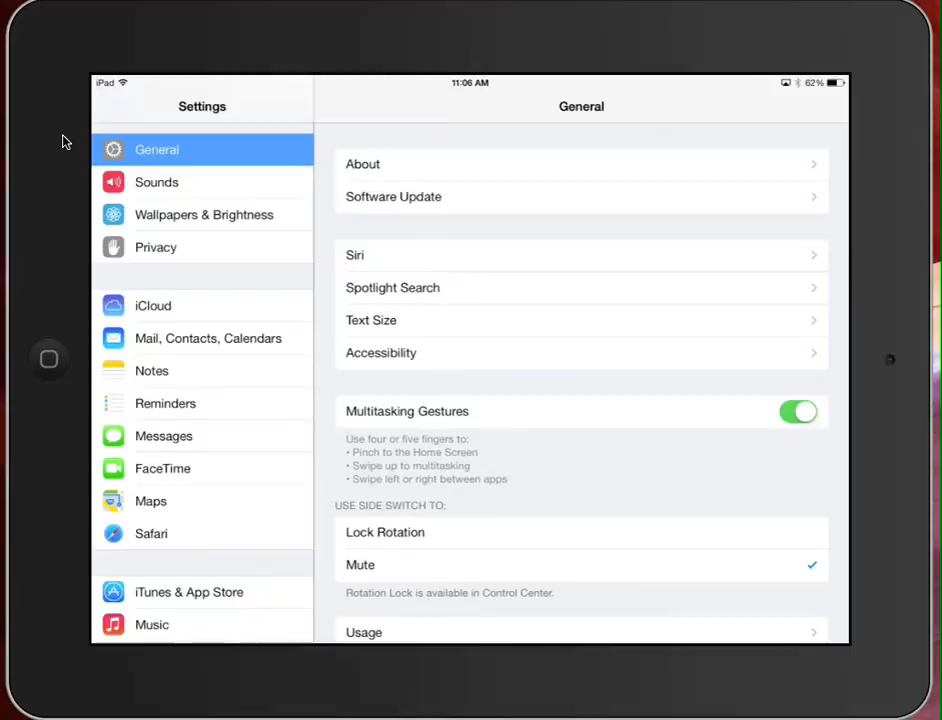 iPad
11:06 AM
62%
Settings
General
General
Sounds
Wallpapers & Brightness
Privacy
iCloud
Mail, Contacts, Calendars
Notes
Reminders
Messages
FaceTime
Maps
Safari
iTunes & App Store
Music
About
Software Update
Siri
Spotlight Search
Text Size
Accessibility
Multitasking Gestures
Use four or five fingers to:
• Pinch to the Home Screen
• Swipe up to multitasking
• Swipe left or right between apps
USE SIDE SWITCH TO:
Lock Rotation
Mute
Rotation Lock is available in Control Center.
Usage